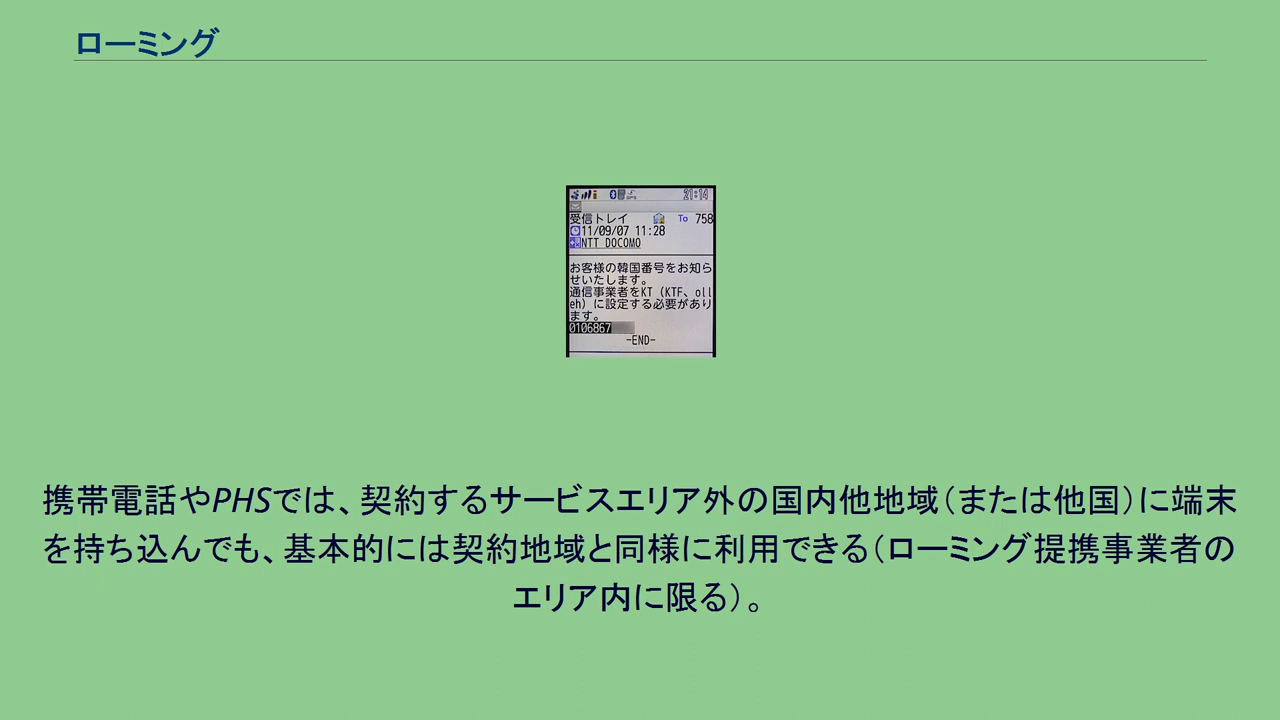 ローミング
21:14
受信トレイ To 758
11/09/07 11:28
NTT DOCOMO
お客様の韓国番号をお知ら
せいたします。
通信事業者をKT（KTF、oll
eh）に設定する必要があり
ます。
0106867
-END-
携帯電話やPHSでは、契約するサービスエリア外の国内他地域（または他国）に端末
を持ち込んでも、基本的には契約地域と同様に利用できる（ローミング提携事業者の
エリア内に限る）。